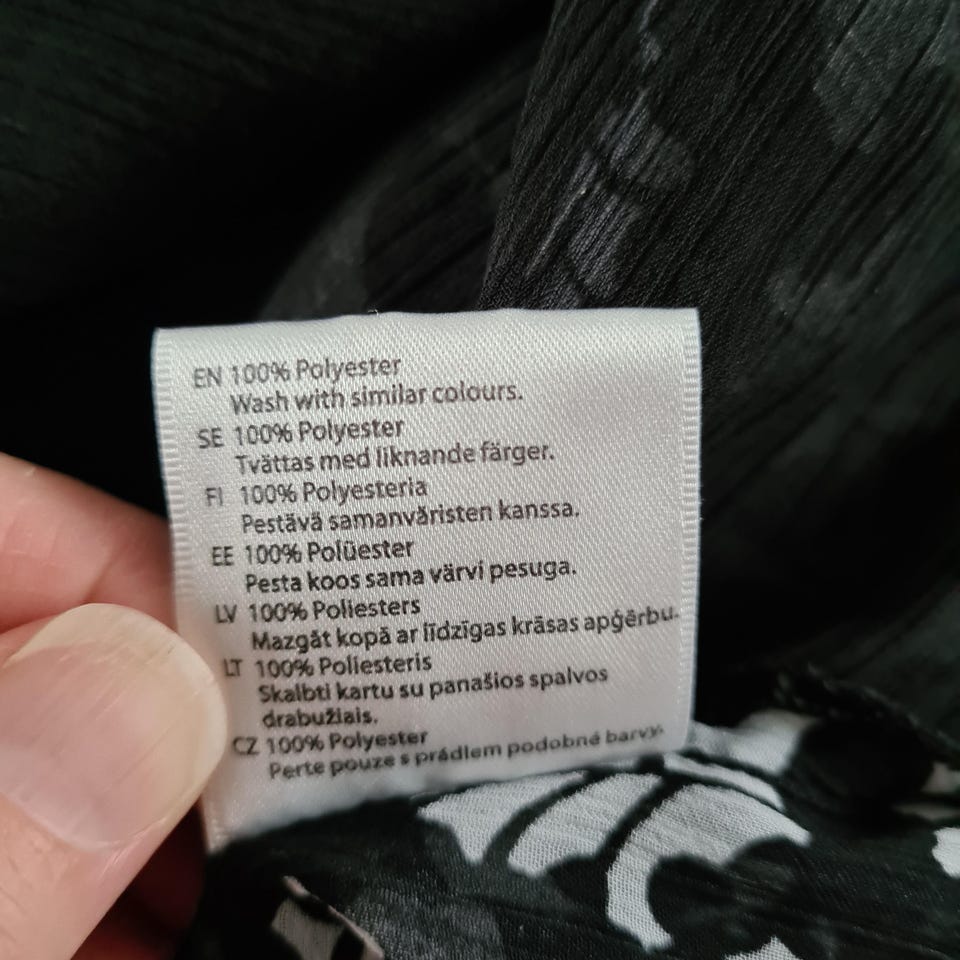 EN 100% Polyester
Wash with similar colours.
SE 100% Polyester
Tvättas med liknande färger.
FI 100% Polyesteria
Pestävä samanväristen kanssa.
EE 100% Polüester
Pesta koos sama värvi pesuga.
LV 100% Poliesters
Mazgāt kopā ar līdzīgas krāsas apģērbu.
LT 100% Poliesteris
Skalbti kartu su panašios spalvos
drabužiais.
CZ 100% Polyester
Perte pouze s prádlem podobné barvy.